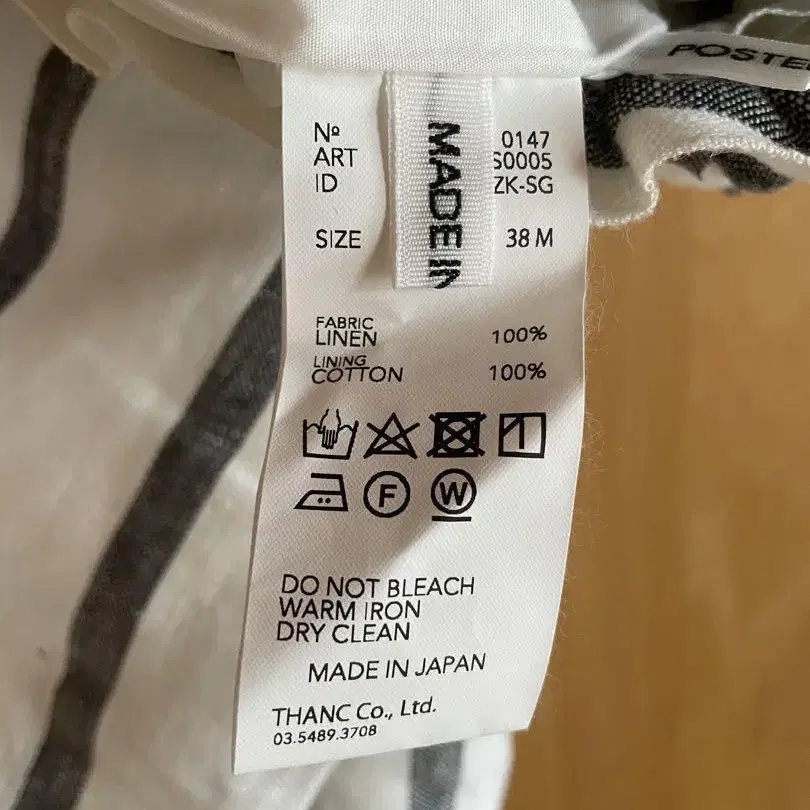 POSTE
MADE IN
Nº 0147
ART S0005
ID ZK-SG
SIZE 38 M
FABRIC
LINEN 100%
LINING
COTTON 100%
F W
DO NOT BLEACH
WARM IRON
DRY CLEAN
MADE IN JAPAN
THANC Co., Ltd.
03.5489.3708